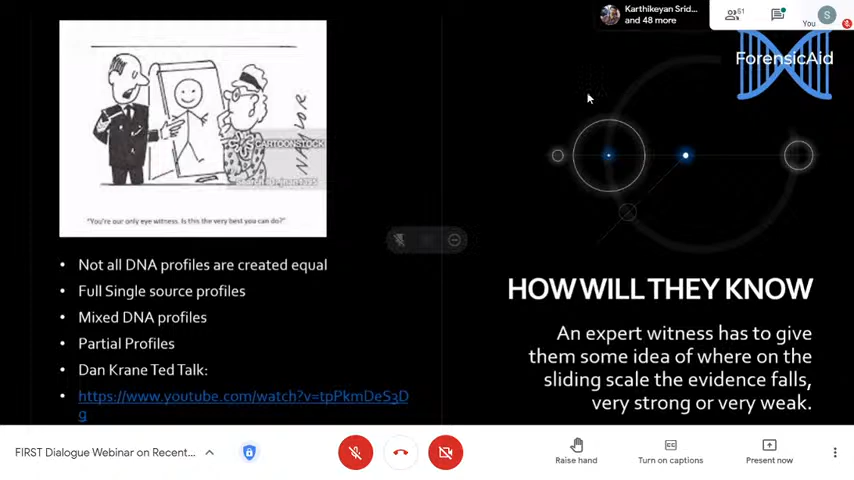 Karthikeyan Srid...
and 48 more
61
You
S
ForensicAid
NAYLOR
CARTOONSTOCK
"You're our only eye witness. Is this the very best you can do?"
• Not all DNA profiles are created equal
• Full Single source profiles
• Mixed DNA profiles
• Partial Profiles
• Dan Krane Ted Talk:
• https://www.youtube.com/watch?v=tpPkmDeS3D
g
HOW WILL THEY KNOW
An expert witness has to give
them some idea of where on the
sliding scale the evidence falls,
very strong or very weak.
FIRST Dialogue Webinar on Recent...
Raise hand
CC
Turn on captions
Present now